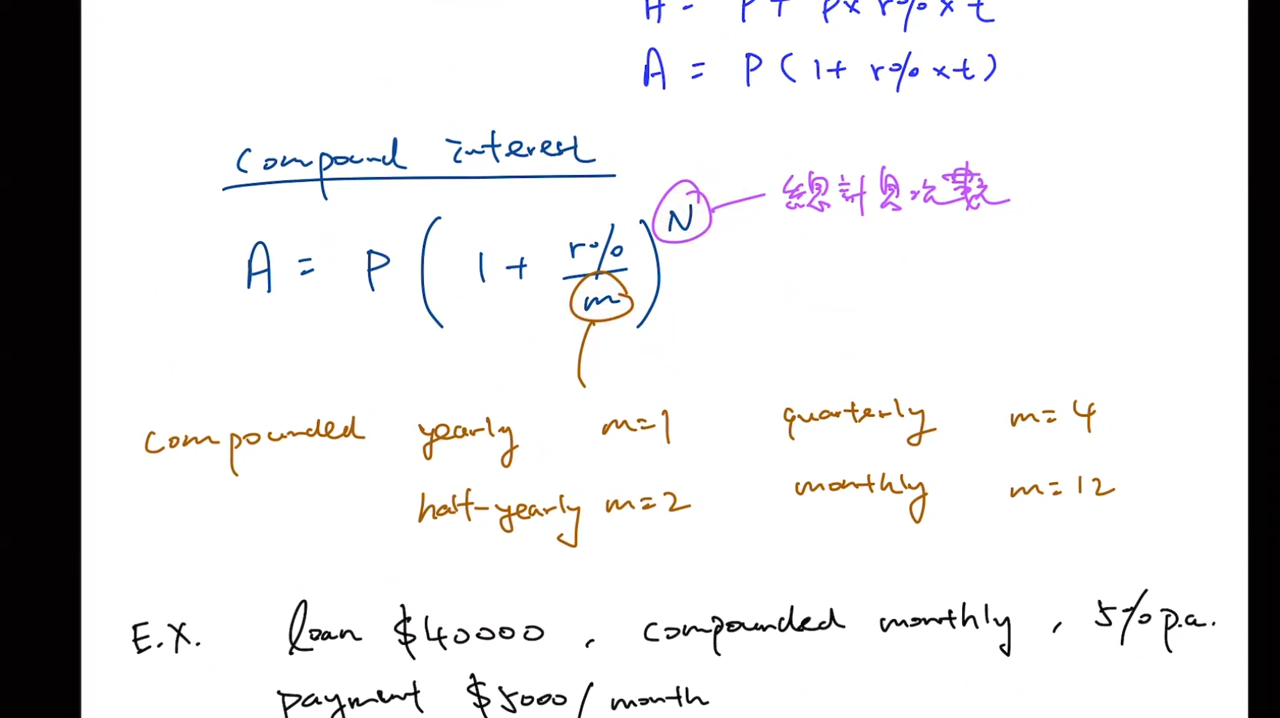 A = P + P × r% × t
A = P ( 1 + r% × t )
Compound interest
A = P ( 1 + r% / m )^N 總計息次數
compounded yearly m=1 quarterly m=4
half-yearly m=2 monthly m=12
E.X. loan $40000 , compounded monthly , 5% p.a.
payment $5000 / month